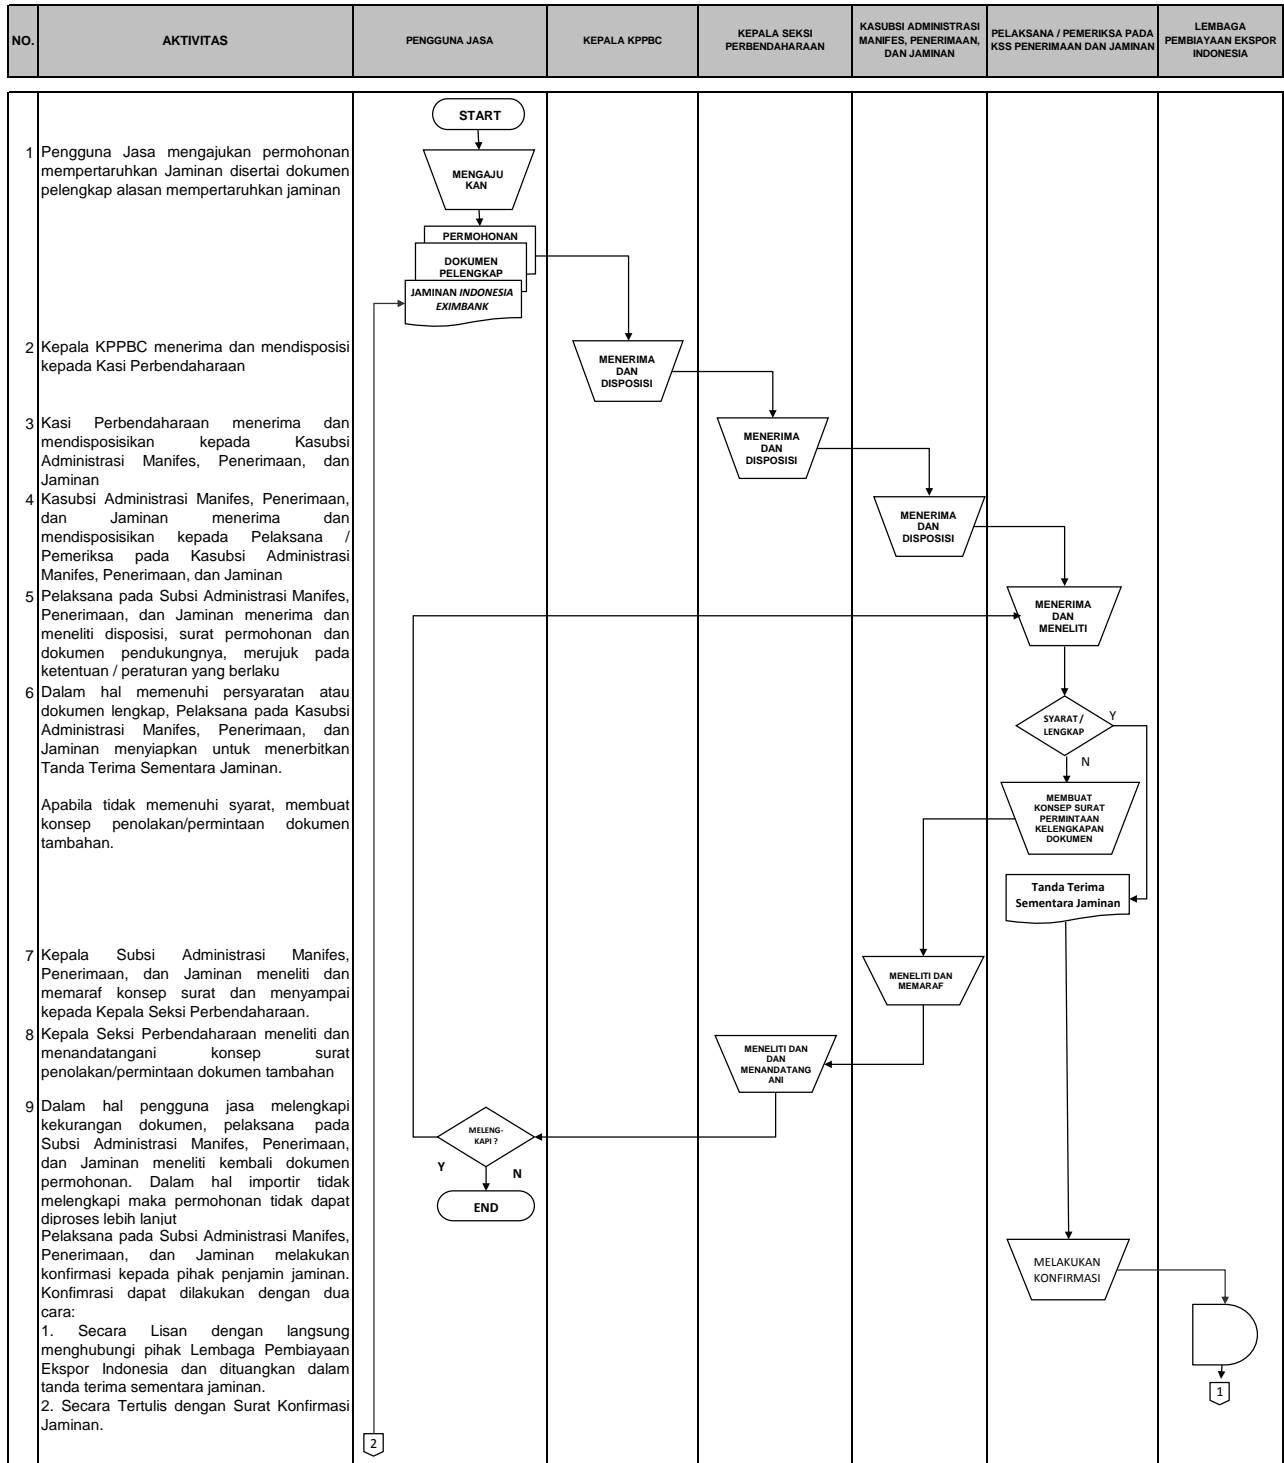 NO.
AKTIVITAS
PENGGUNA JASA
KEPALA KPPBC
KEPALA SEKSI
PERBENDAHARAAN
KASUBSI ADMINISTRASI
MANIFES, PENERIMAAN,
DAN JAMINAN
PELAKSANA / PEMERIKSA PADA
KSS PENERIMAAN DAN JAMINAN
LEMBAGA
PEMBIAYAAN EKSPOR
INDONESIA
START
1 Pengguna Jasa mengajukan permohonan
mempertaruhkan Jaminan disertai dokumen
pelengkap alasan mempertaruhkan jaminan
MENGAJU
KAN
PERMOHONAN
DOKUMEN
PELENGKAP
JAMINAN INDONESIA
EXIMBANK
2 Kepala KPPBC menerima dan mendisposisi
kepada Kasi Perbendaharaan
MENERIMA
DAN
DISPOSISI
3 Kasi Perbendaharaan menerima dan
mendisposisikan kepada Kasubsi
Administrasi Manifes, Penerimaan, dan
Jaminan
MENERIMA
DAN
DISPOSISI
4 Kasubsi Administrasi Manifes, Penerimaan,
dan Jaminan menerima dan
mendisposisikan kepada Pelaksana /
Pemeriksa pada Kasubsi Administrasi
Manifes, Penerimaan, dan Jaminan
MENERIMA
DAN
DISPOSISI
5 Pelaksana pada Subsi Administrasi Manifes,
Penerimaan, dan Jaminan menerima dan
meneliti disposisi, surat permohonan dan
dokumen pendukungnya, merujuk pada
ketentuan / peraturan yang berlaku
MENERIMA
DAN
MENELITI
6 Dalam hal memenuhi persyaratan atau
dokumen lengkap, Pelaksana pada Kasubsi
Administrasi Manifes, Penerimaan, dan
Jaminan menyiapkan untuk menerbitkan
Tanda Terima Sementara Jaminan.
SYARAT /
LENGKAP
Y
N
Apabila tidak memenuhi syarat, membuat
konsep penolakan/permintaan dokumen
tambahan.
MEMBUAT
KONSEP SURAT
PERMINTAAN
KELENGKAPAN
DOKUMEN
Tanda Terima
Sementara Jaminan
7 Kepala Subsi Administrasi Manifes,
Penerimaan, dan Jaminan meneliti dan
memaraf konsep surat dan menyampai
kepada Kepala Seksi Perbendaharaan.
MENELITI DAN
MEMARAF
8 Kepala Seksi Perbendaharaan meneliti dan
menandatangani konsep surat
penolakan/permintaan dokumen tambahan
MENELITI DAN
DAN
MENANDATANG
ANI
9 Dalam hal pengguna jasa melengkapi
kekurangan dokumen, pelaksana pada
Subsi Administrasi Manifes, Penerimaan,
dan Jaminan meneliti kembali dokumen
permohonan. Dalam hal importir tidak
melengkapi maka permohonan tidak dapat
diproses lebih lanjut
MELENG-
KAPI ?
Y
N
END
Pelaksana pada Subsi Administrasi Manifes,
Penerimaan, dan Jaminan melakukan
konfirmasi kepada pihak penjamin jaminan.
Konfimrasi dapat dilakukan dengan dua
cara:
1. Secara Lisan dengan langsung
menghubungi pihak Lembaga Pembiayaan
Ekspor Indonesia dan dituangkan dalam
tanda terima sementara jaminan.
2. Secara Tertulis dengan Surat Konfirmasi
Jaminan.
MELAKUKAN
KONFIRMASI
1
2